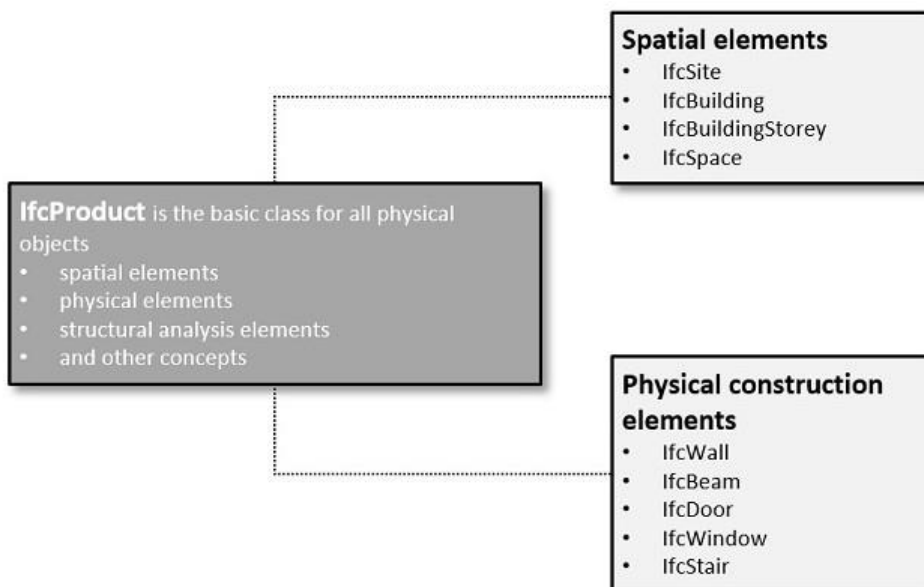 Spatial elements
• IfcSite
• IfcBuilding
• IfcBuildingStorey
• IfcSpace
IfcProduct is the basic class for all physical
objects
• spatial elements
• physical elements
• structural analysis elements
• and other concepts
Physical construction
elements
• IfcWall
• IfcBeam
• IfcDoor
• IfcWindow
• IfcStair